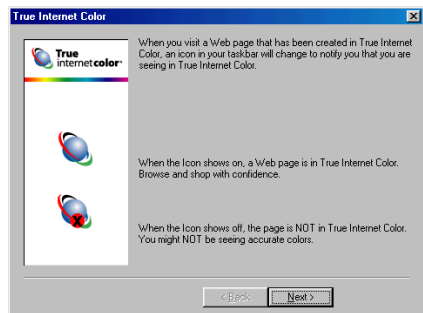 True Internet Color
True
internetcolor
When you visit a Web page that has been created in True Internet
Color, an icon in your taskbar will change to notify you that you are
seeing in True Internet Color.
When the Icon shows on, a Web page is in True Internet Color.
Browse and shop with confidence.
When the Icon shows off, the page is NOT in True Internet Color.
You might NOT be seeing accurate colors.
< Back
Next >